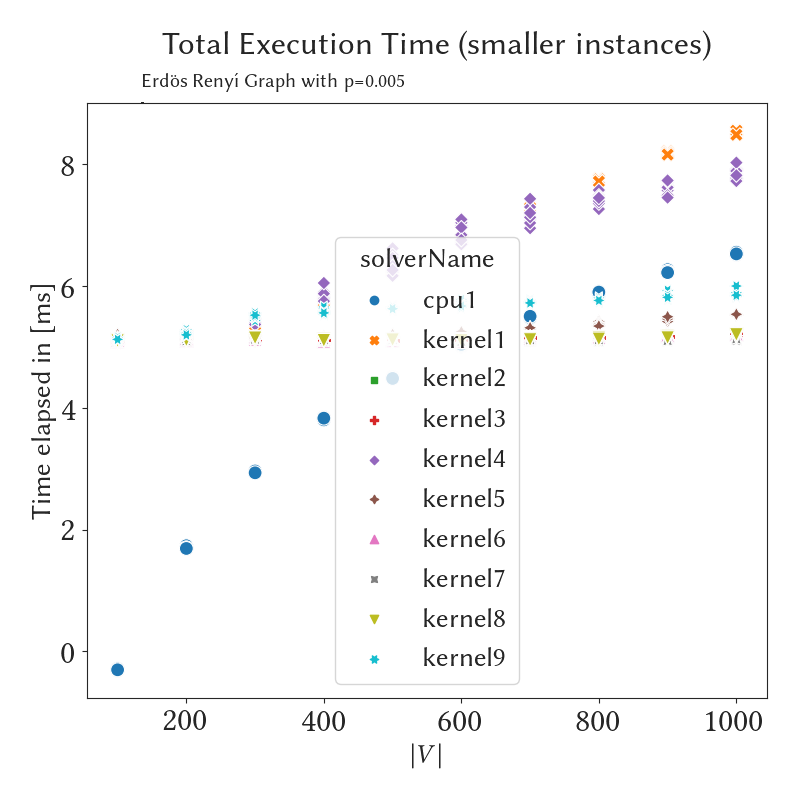 Total Execution Time (smaller instances)
Erdös Renyí Graph with p=0.005
Time elapsed in [ms]
8
6
4
2
0
solverName
cpu1
kernel1
kernel2
kernel3
kernel4
kernel5
kernel6
kernel7
kernel8
kernel9
200 400 600 800 1000
|V|